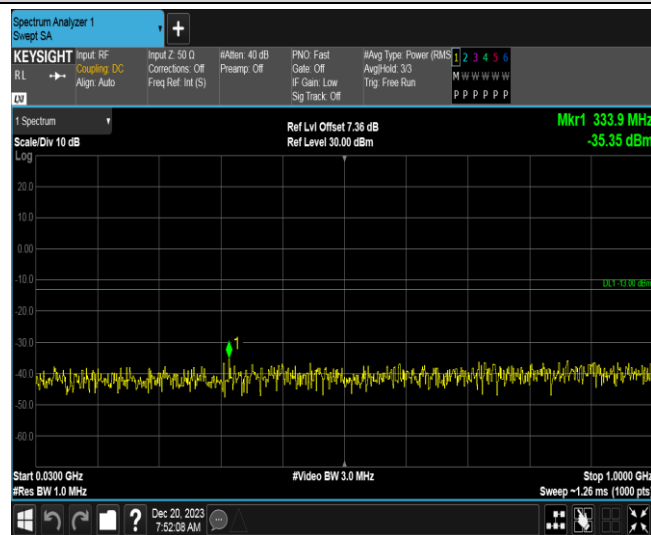 Spectrum Analyzer 1
Swept SA
+
KEYSIGHT Input: RF
RL Coupling: DC
Align: Auto
LXI
Input Z: 50 Ω
Corrections: Off
Freq Ref: Int (S)
#Atten: 40 dB
Preamp: Off
PNO: Fast
Gate: Off
IF Gain: Low
Sig Track: Off
#Avg Type: Power (RMS
Avg|Hold: 3/3
Trig: Free Run
1 2 3 4 5 6
M W W W W W
P P P P P P
1 Spectrum
Scale/Div 10 dB
Log
Ref Lvl Offset 7.36 dB
Ref Level 30.00 dBm
Mkr1 333.9 MHz
-35.35 dBm
20.0
10.0
0.00
-10.0
DL1 -13.00 dBm
-20.0
-30.0
1
-40.0
-50.0
-60.0
Start 0.0300 GHz
#Res BW 1.0 MHz
#Video BW 3.0 MHz
Stop 1.0000 GHz
Sweep ~1.26 ms (1000 pts)
?
Dec 20, 2023
7:52:08 AM